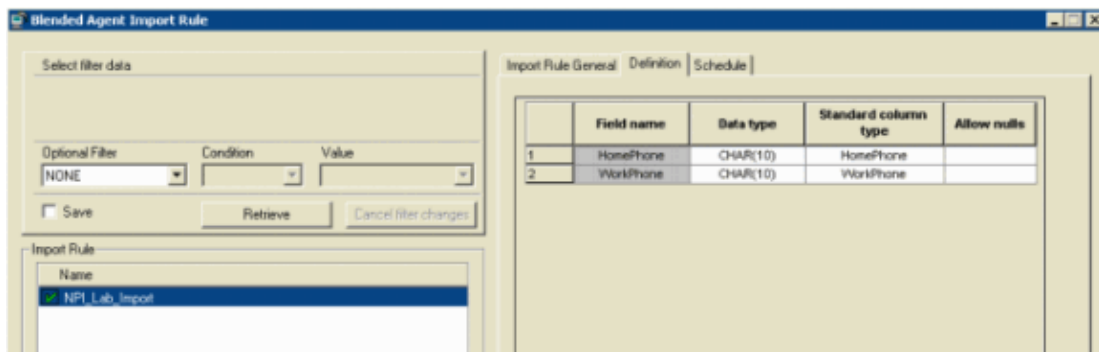 Blended Agent Import Rule
Select filter data
Optional Filter Condition Value
NONE
Save Retrieve Cancel filter changes
Import Rule
Name
NPI_Lab_Import
Import Rule General Definition Schedule
Field name Data type Standard column type Allow nulls
1 HomePhone CHAR(10) HomePhone
2 WorkPhone CHAR(10) WorkPhone